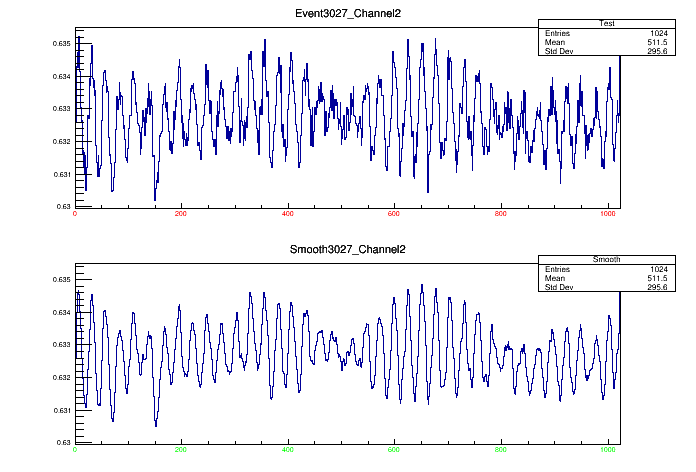 Event3027_Channel2
Test
Entries 1024
Mean 511.5
Std Dev 295.6
0.635
0.634
0.633
0.632
0.631
0.63
0 200 400 600 800 1000
Smooth3027_Channel2
Smooth
Entries 1024
Mean 511.5
Std Dev 295.6
0.635
0.634
0.633
0.632
0.631
0.63
0 200 400 600 800 1000